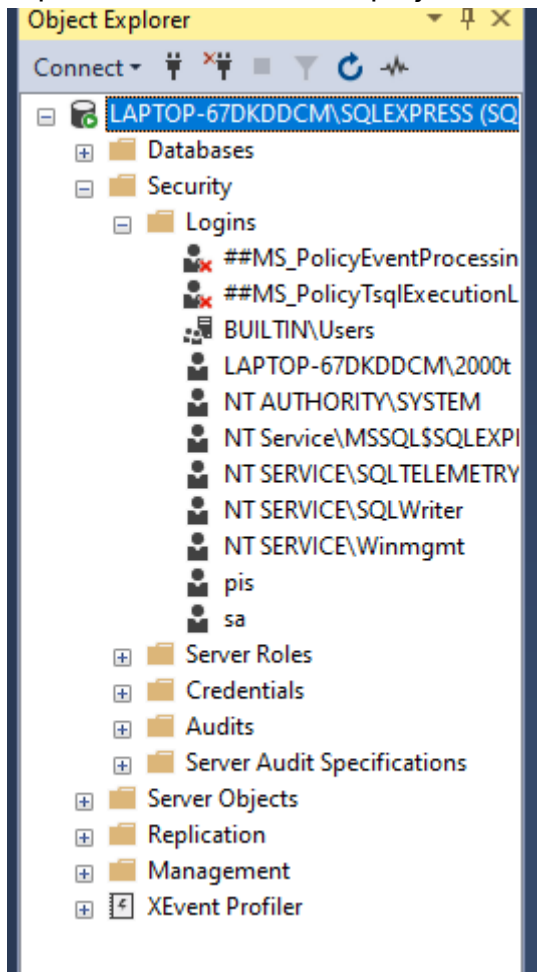 Object Explorer
Connect
LAPTOP-67DKDDCM\SQLEXPRESS (SQ
Databases
Security
Logins
##MS_PolicyEventProcessin
##MS_PolicyTsqlExecutionL
BUILTIN\Users
LAPTOP-67DKDDCM\2000t
NT AUTHORITY\SYSTEM
NT Service\MSSQL$SQLEXPI
NT SERVICE\SQLTELEMETRY
NT SERVICE\SQLWriter
NT SERVICE\Winmgmt
pis
sa
Server Roles
Credentials
Audits
Server Audit Specifications
Server Objects
Replication
Management
XEvent Profiler